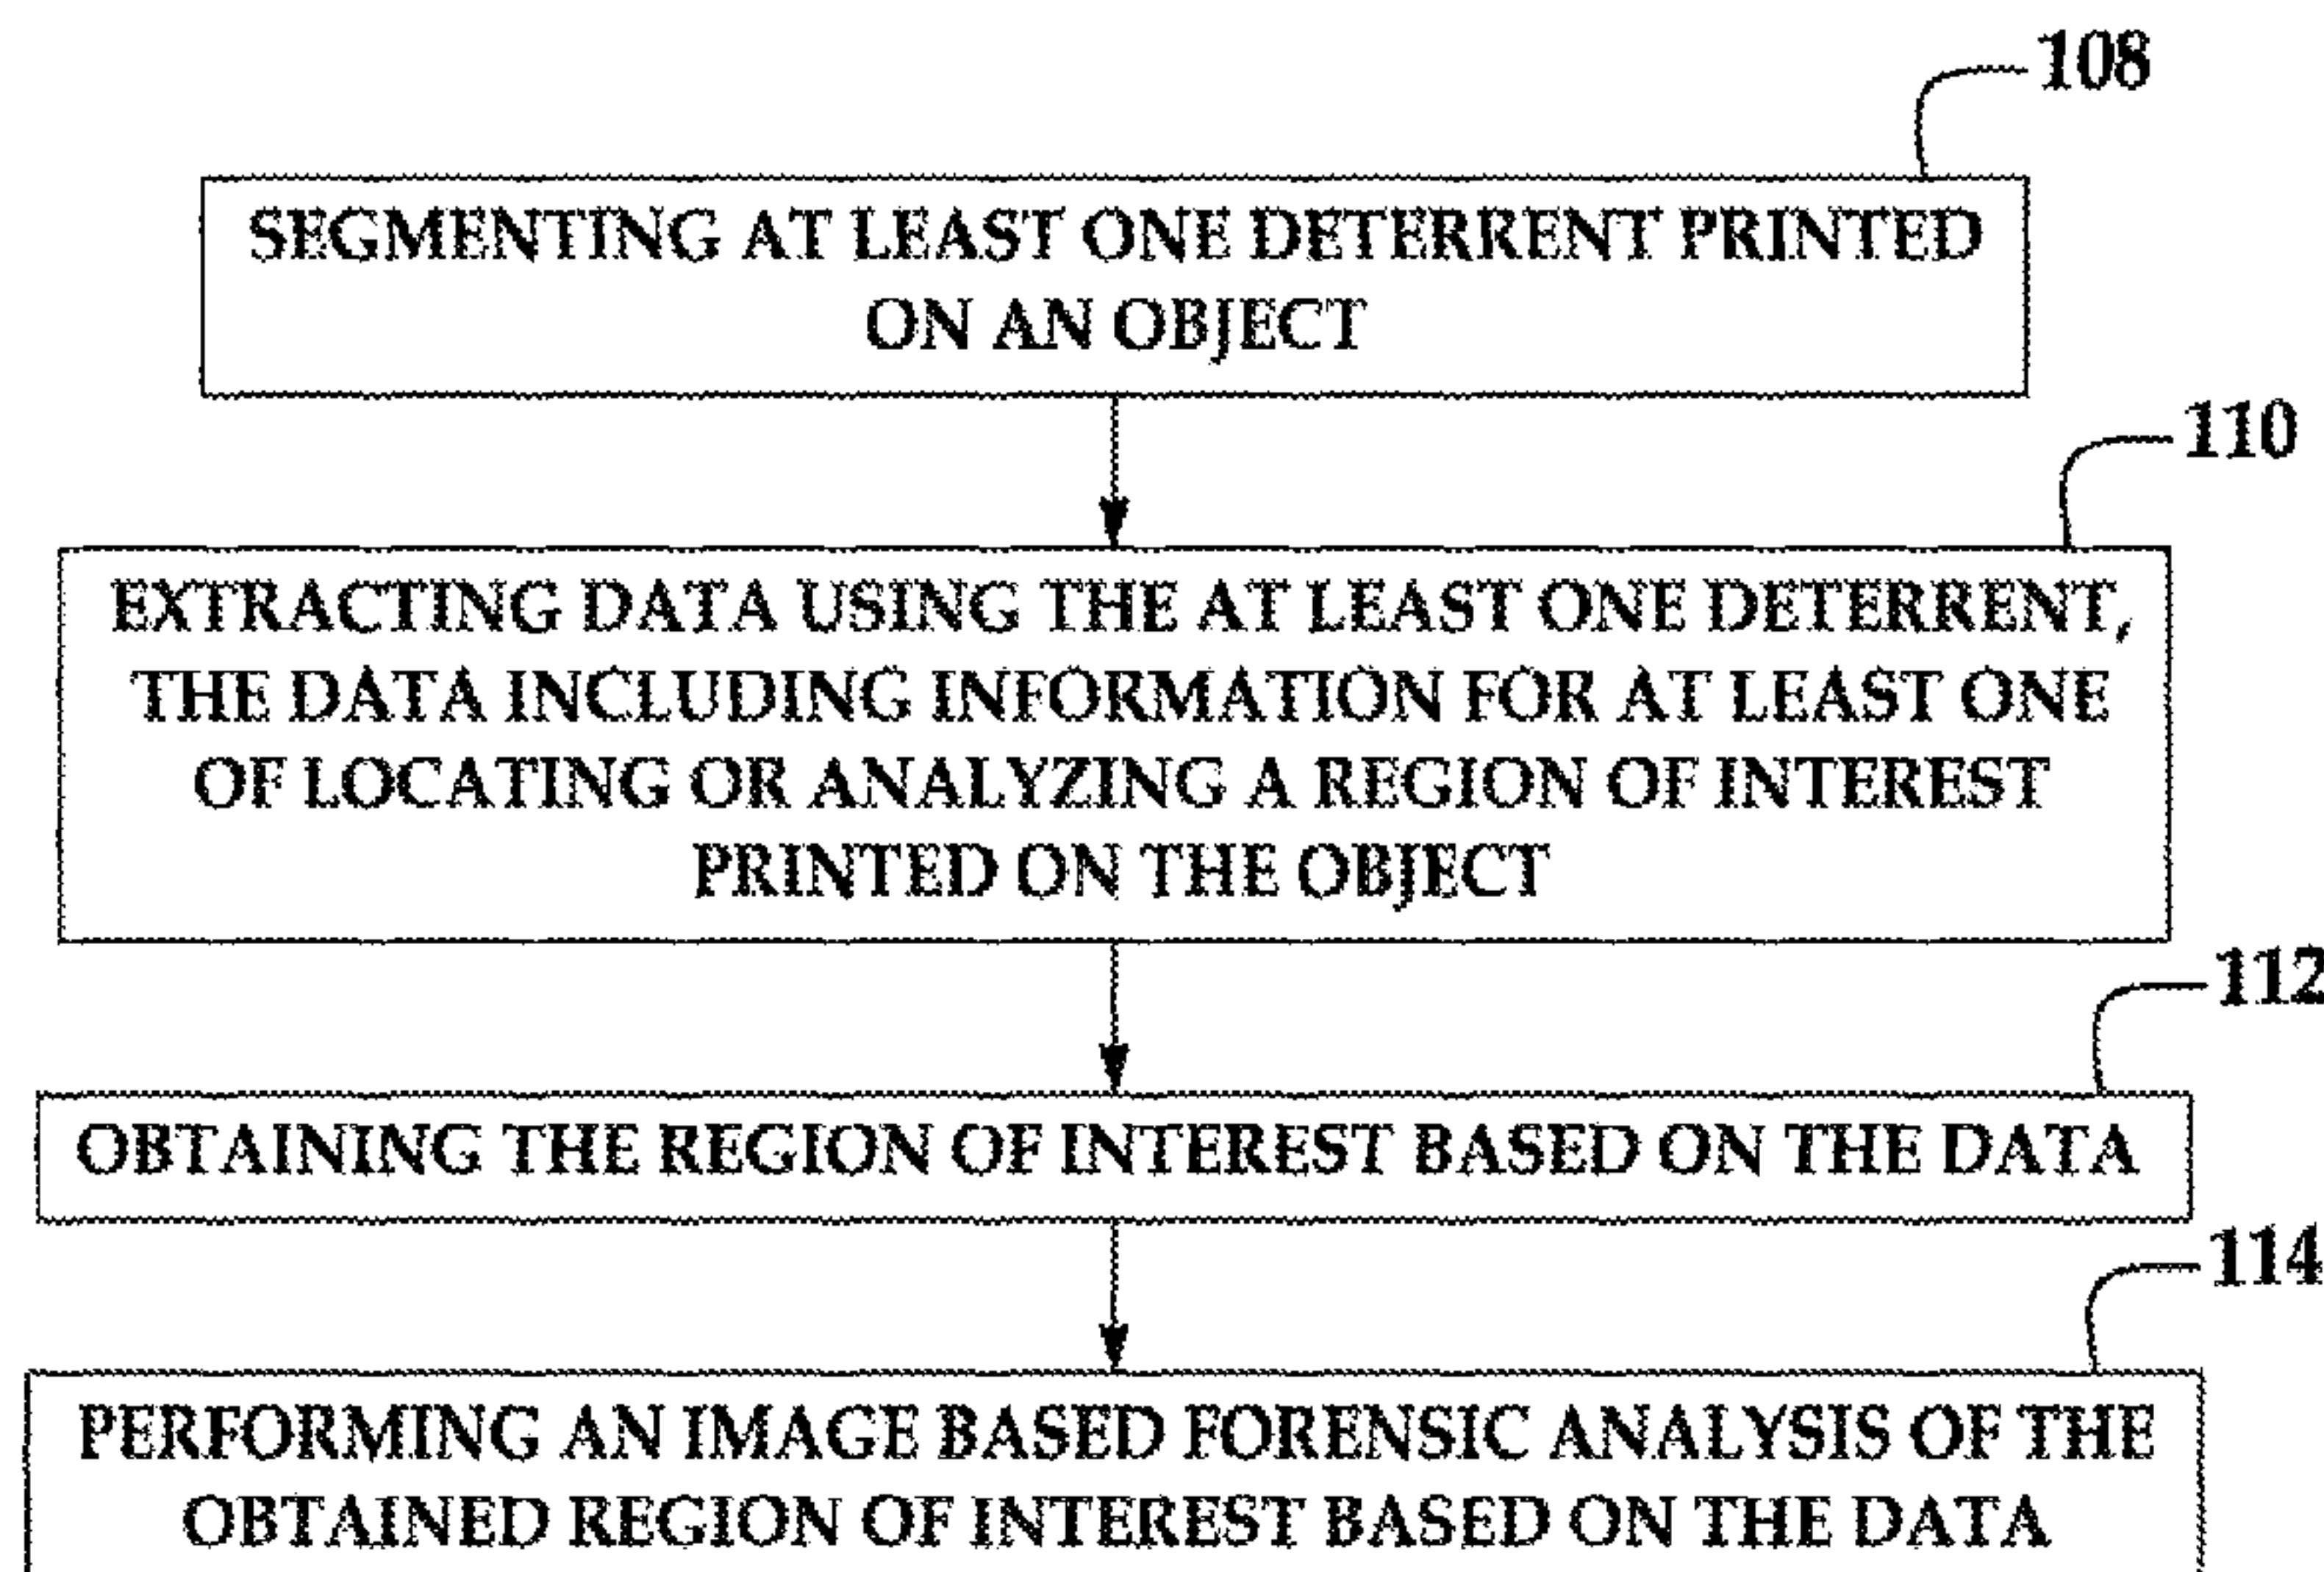 108
SEGMENTING AT LEAST ONE DETERRENT PRINTED
ON AN OBJECT
110
EXTRACTING DATA USING THE AT LEAST ONE DETERRENT,
THE DATA INCLUDING INFORMATION FOR AT LEAST ONE
OF LOCATING OR ANALYZING A REGION OF INTEREST
PRINTED ON THE OBJECT
112
OBTAINING THE REGION OF INTEREST BASED ON THE DATA
114
PERFORMING AN IMAGE BASED FORENSIC ANALYSIS OF THE
OBTAINED REGION OF INTEREST BASED ON THE DATA